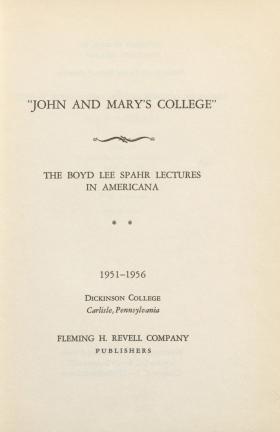 "JOHN AND MARY'S COLLEGE"
THE BOYD LEE SPAHR LECTURES
IN AMERICANA
* *
1951–1956
DICKINSON COLLEGE
Carlisle, Pennsylvania
FLEMING H. REVELL COMPANY
PUBLISHERS